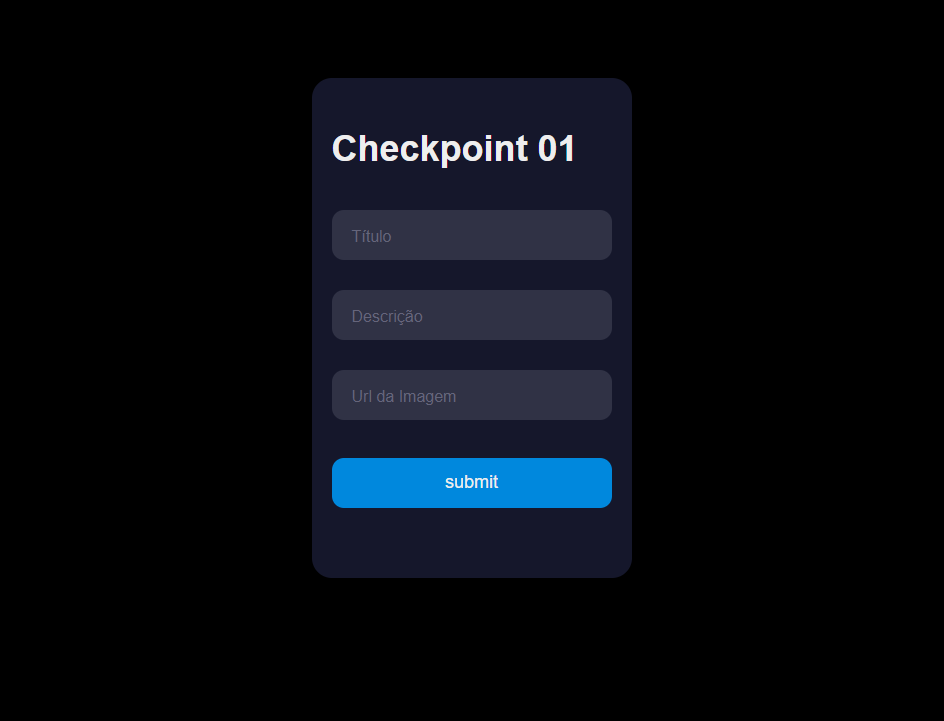 Checkpoint 01
Título
Descrição
Url da Imagem
submit